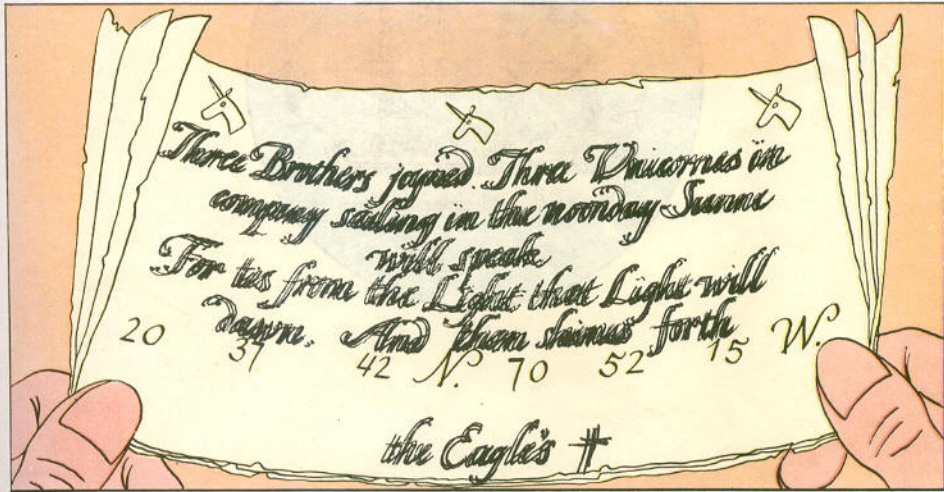 Three Brothers joyned. Three Unicornes in
company sailing in the noonday Sunne
will speake
For tis from the Light that Light will
dawn. And then shines forth
20 37 42 N. 70 52 15 W.
the Eagle's ‡